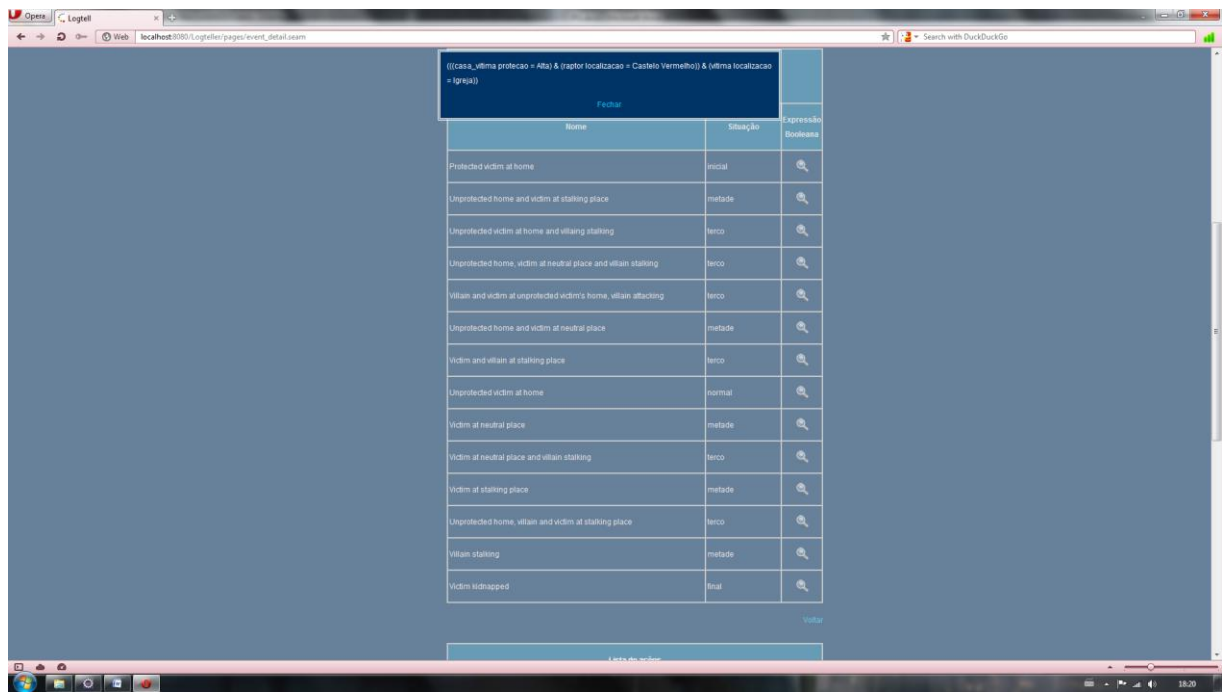 Opera Logtell
Web localhost:8080/Logteller/pages/event_detail.seam Search with DuckDuckGo
(((casa_vitima protecao = Alta) & (raptor localizacao = Castelo Vermelho)) & (vitima localizacao
= Igreja))
Fechar
Nome Situação Expressão Booleana
Protected victim at home inicial
Unprotected home and victim at stalking place metade
Unprotected victim at home and villaing stalking terco
Unprotected home, victim at neutral place and villain stalking terco
Villain and victim at unprotected victim's home, villain attacking terco
Unprotected home and victim at neutral place metade
Victim and villain at stalking place terco
Unprotected victim at home normal
Victim at neutral place metade
Victim at neutral place and villain stalking terco
Victim at stalking place metade
Unprotected home, villain and victim at stalking place terco
Villain stalking metade
Victim kidnapped final
Voltar
Lista de ações
18:20